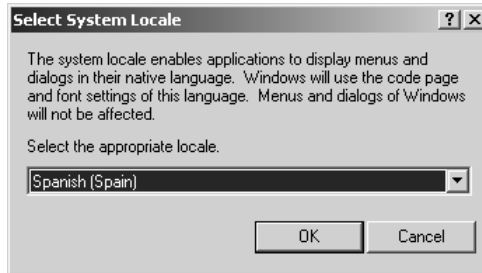 Select System Locale
The system locale enables applications to display menus and
dialogs in their native language.  Windows will use the code page
and font settings of this language.  Menus and dialogs of Windows
will not be affected.
Select the appropriate locale.
Spanish (Spain)
OK Cancel